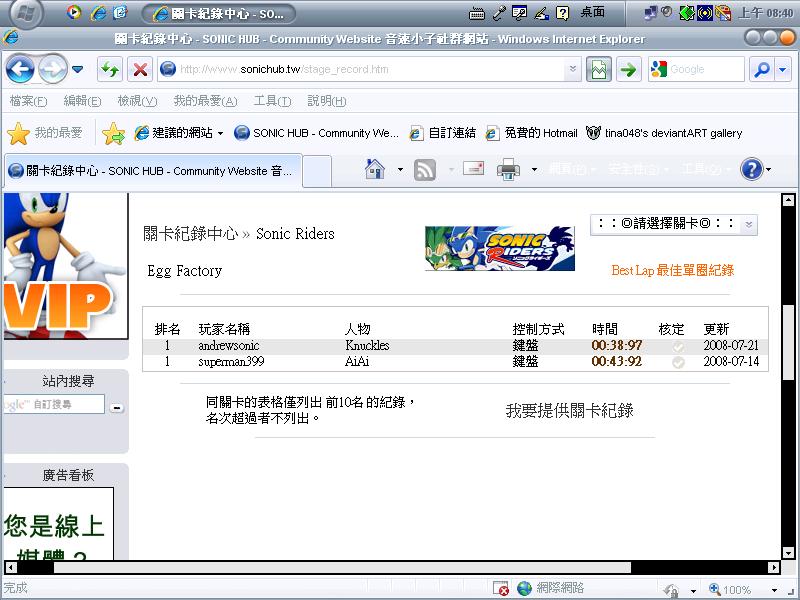 關卡紀錄中心 - SO...
桌面
上午 08:40
關卡紀錄中心 - SONIC HUB - Community Website 音速小子社群網站 - Windows Internet Explorer
http://www.sonichub.tw/stage_record.htm
Google
檔案(F) 編輯(E) 檢視(V) 我的最愛(A) 工具(T) 說明(H)
我的最愛 建議的網站 SONIC HUB - Community We... 自訂連結 免費的 Hotmail tina048's deviantART gallery
關卡紀錄中心 - SONIC HUB - Community Website 音...
網頁(P) 安全性(S) 工具(O)
VIP
關卡紀錄中心 » Sonic Riders
SONIC RIDERS
ソニックライダーズ
: : ◎請選擇關卡◎ : :
Egg Factory
Best Lap 最佳單圈紀錄
排名 玩家名稱 人物 控制方式 時間 核定 更新
1 andrewsonic Knuckles 鍵盤 00:38:97 2008-07-21
1 superman399 AiAi 鍵盤 00:43:92 2008-07-14
站內搜尋
ogle™ 自訂搜尋
同關卡的表格僅列出 前10名 的紀錄，
名次超過者不列出。
我要提供關卡紀錄
廣告看板
您是線上
媒體？
完成
網際網路
100%